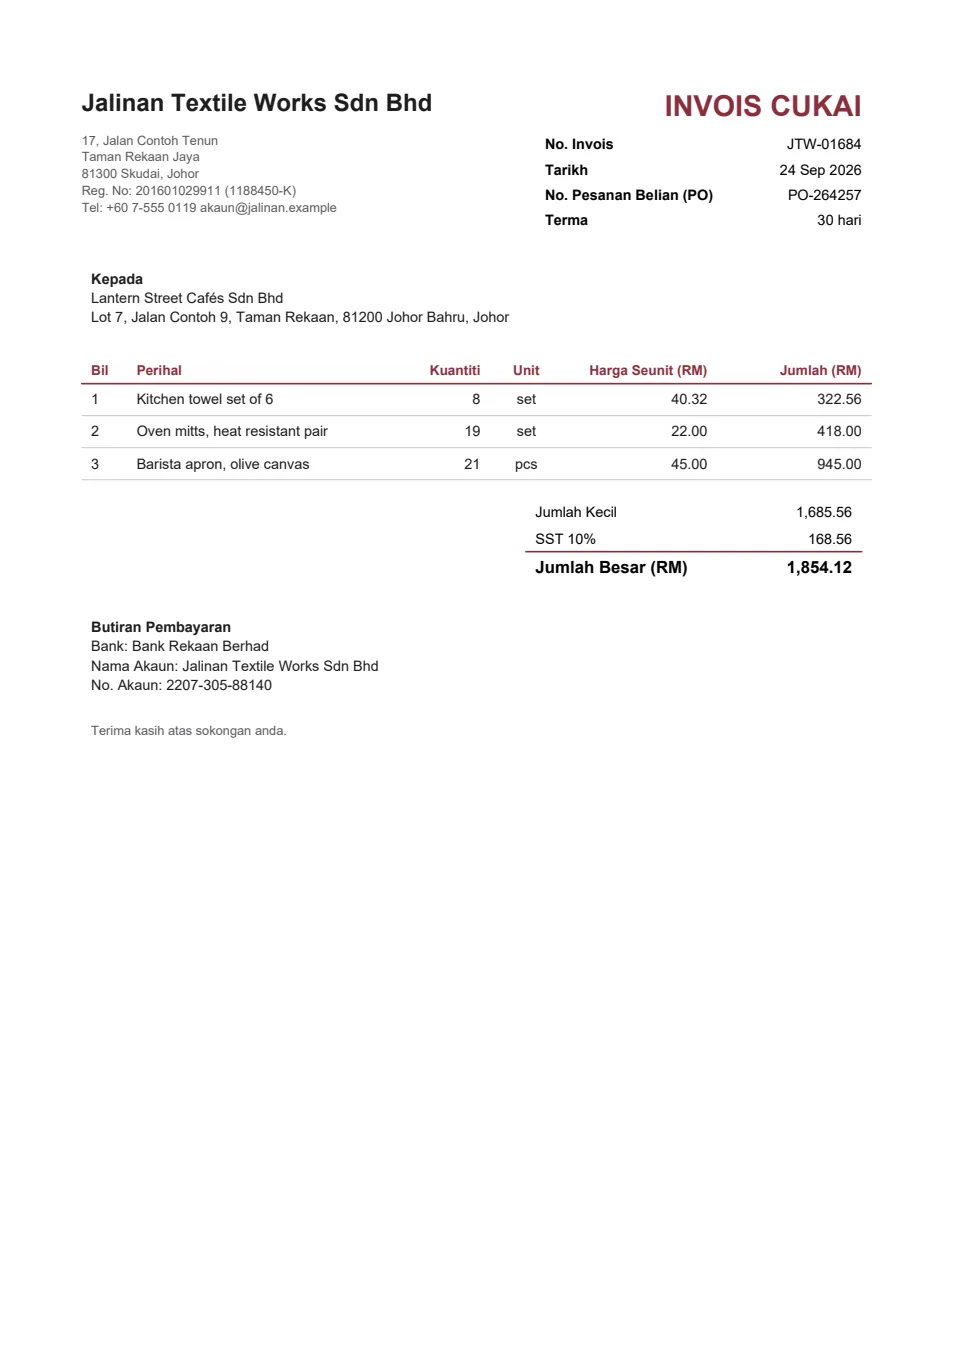 Jalinan Textile Works Sdn Bhd
17, Jalan Contoh Tenun
Taman Rekaan Jaya
81300 Skudai, Johor
Reg. No: 201601029911 (1188450-K)
Tel: +60 7-555 0119 akaun@jalinan.example
INVOIS CUKAI
No. Invois JTW-01684
Tarikh 24 Sep 2026
No. Pesanan Belian (PO) PO-264257
Terma 30 hari
Kepada
Lantern Street Cafés Sdn Bhd
Lot 7, Jalan Contoh 9, Taman Rekaan, 81200 Johor Bahru, Johor
Bil Perihal Kuantiti Unit Harga Seunit (RM) Jumlah (RM)
1 Kitchen towel set of 6 8 set 40.32 322.56
2 Oven mitts, heat resistant pair 19 set 22.00 418.00
3 Barista apron, olive canvas 21 pcs 45.00 945.00
Jumlah Kecil 1,685.56
SST 10% 168.56
Jumlah Besar (RM) 1,854.12
Butiran Pembayaran
Bank: Bank Rekaan Berhad
Nama Akaun: Jalinan Textile Works Sdn Bhd
No. Akaun: 2207-305-88140
Terima kasih atas sokongan anda.